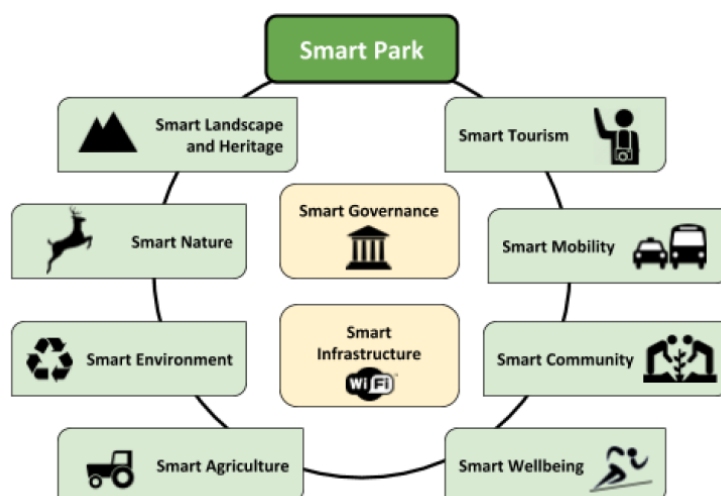 Smart Park
Smart Landscape
and Heritage
Smart Tourism
Smart Governance
Smart Nature
Smart Mobility
Smart
Infrastructure
WiFi
Smart Environment
Smart Community
Smart Agriculture
Smart Wellbeing